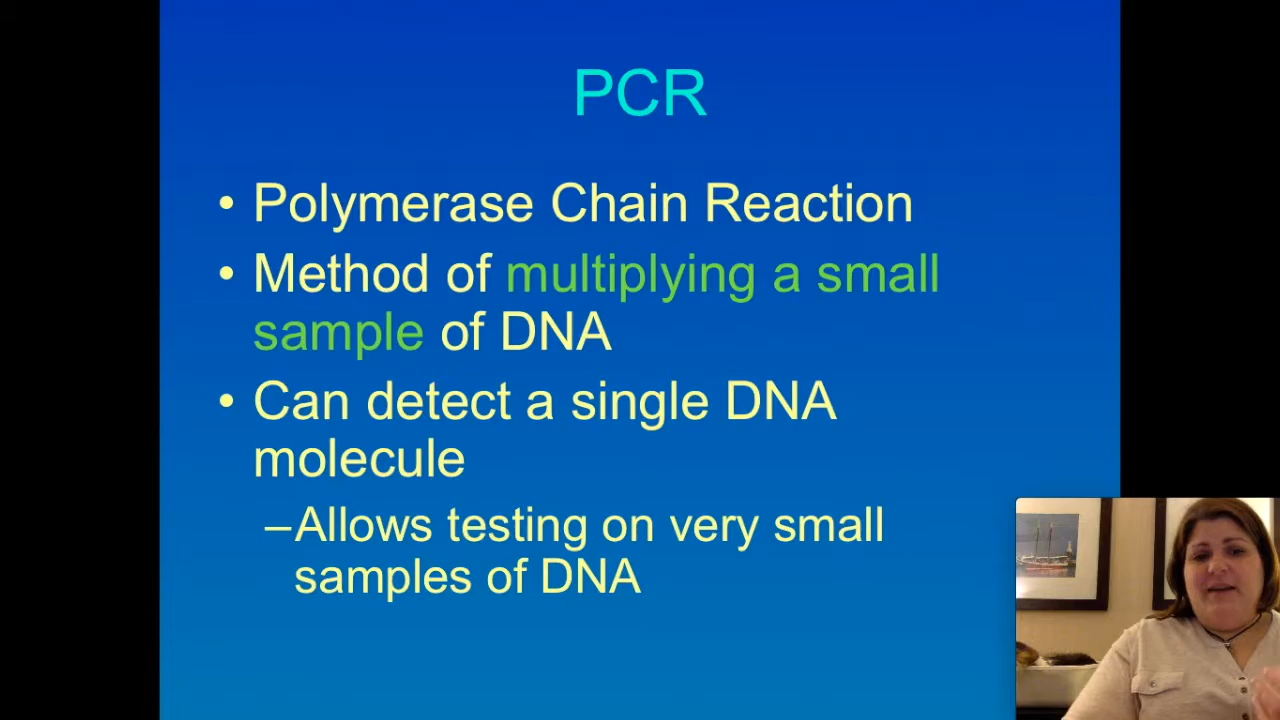 PCR
• Polymerase Chain Reaction
• Method of multiplying a small
sample of DNA
• Can detect a single DNA
molecule
–Allows testing on very small
samples of DNA